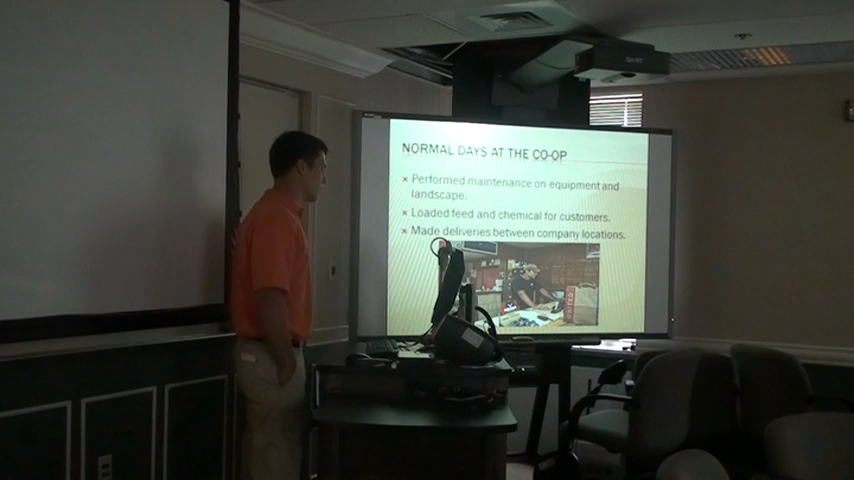 NORMAL DAYS AT THE CO-OP
× Performed maintenance on equipment and
landscape.
× Loaded feed and chemical for customers.
× Made deliveries between company locations.